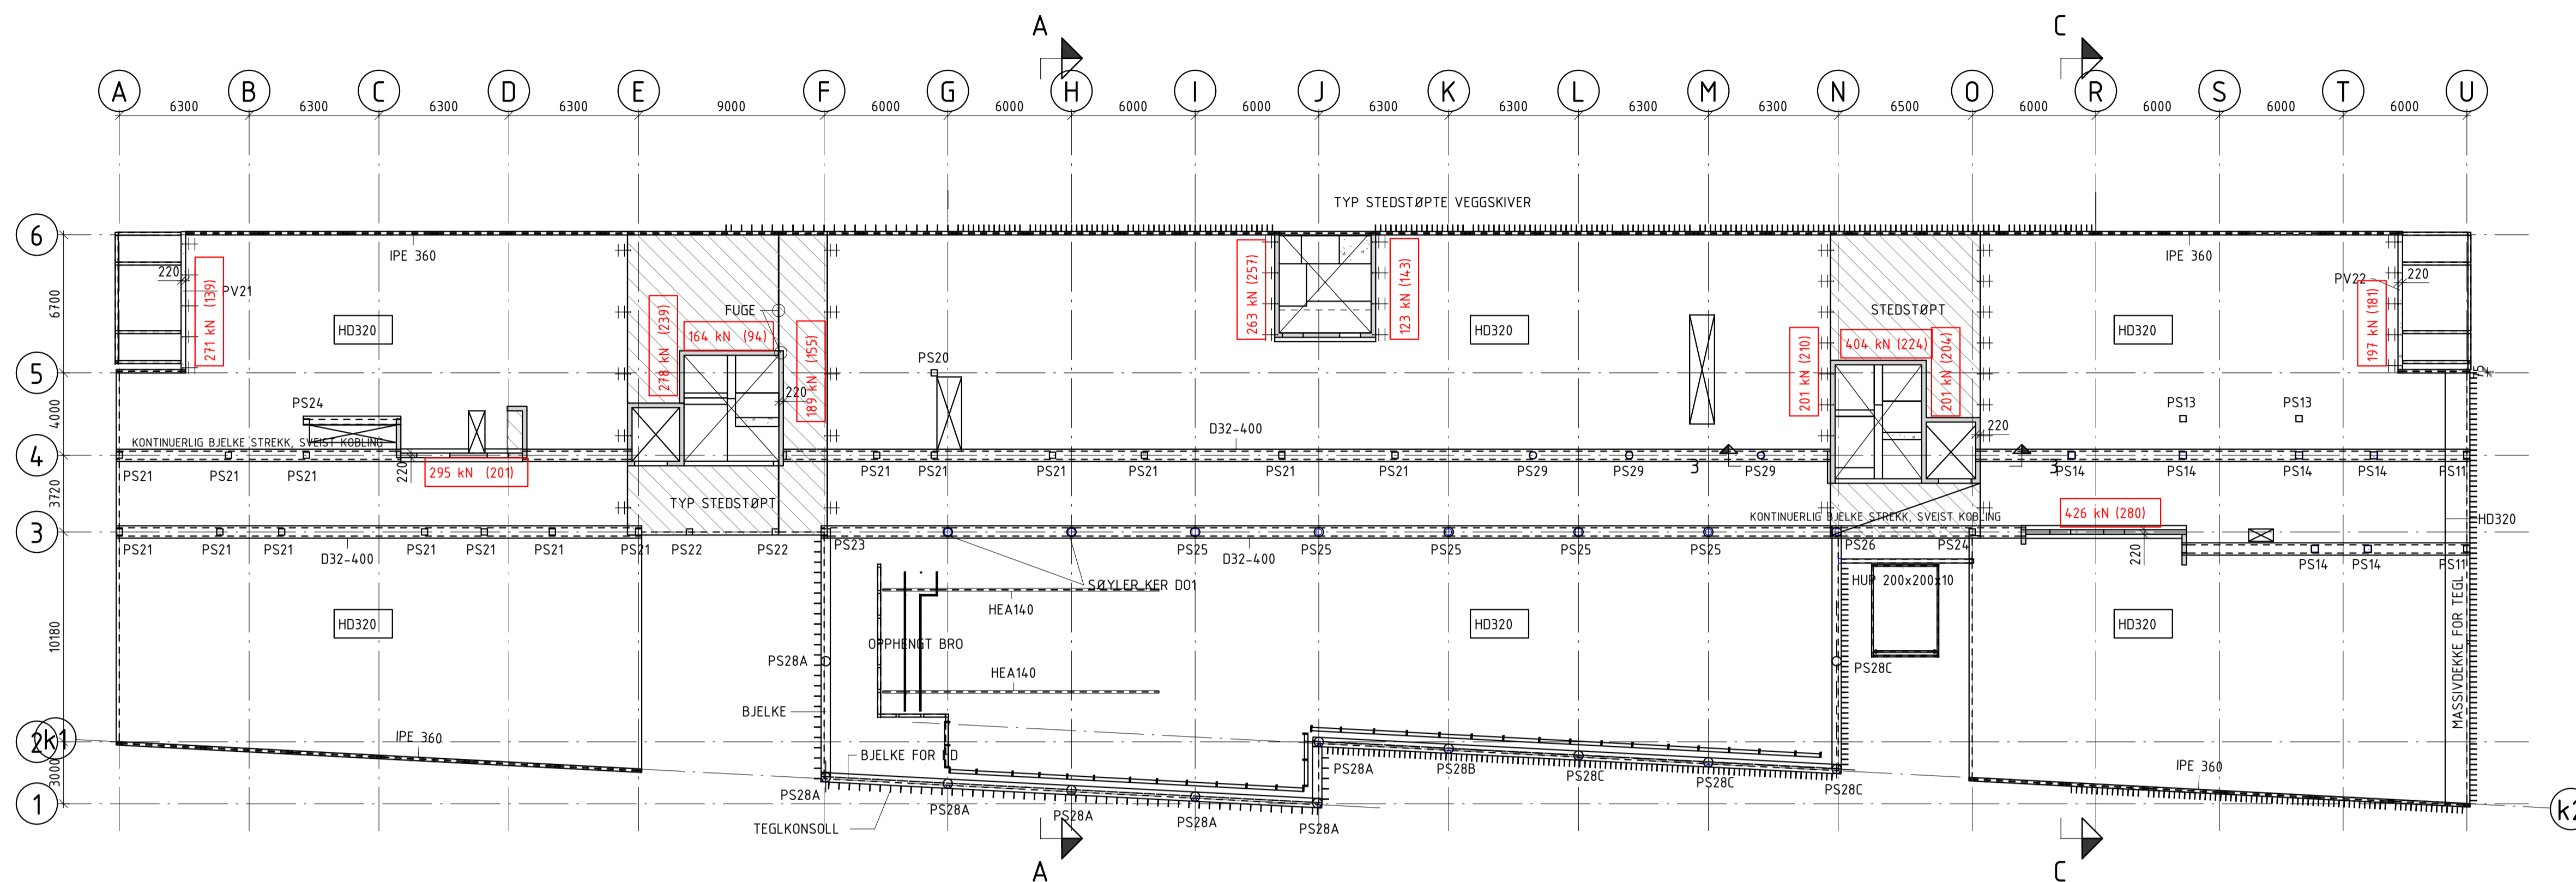 A
C
A B C D E F G H I J K L M N O R S T U
6300 6300 6300 6300 9000 6000 6000 6000 6000 6300 6300 6300 6300 6500 6000 6000 6000 6000
TYP STEDSTØPTE VEGGSKIVER
6
IPE 360
IPE 360
220
PV21
271 kN (139)
6700
HD320
FUGE
278 kN (239)
164 kN (94)
189 kN (155)
263 kN (257)
123 kN (143)
HD320
STEDSTØPT
201 kN (210)
404 kN (224)
201 kN (204)
HD320
PV22
220
197 kN (181)
5
PS20
75
220
4000
PS24
PS13
PS13
KONTINUERLIG BJELKE STREKK, SVEIST KOBLING
D32-400
220
4
PS21 PS21 PS21
220
295 kN (201)
PS21 PS21 PS21 PS21 PS21 PS21 PS29 PS29 PS29
3
3
PS14 PS14 PS14 PS14 PS11
3720
TYP STEDSTØPT
KONTINUERLIG BJELKE STREKK, SVEIST KOBLING
426 kN (280)
HD320
3
PS21 PS21 PS21 PS21 PS21 PS21 PS21 PS22 PS22 PS23 PS25 PS25 PS25 PS25 PS25 PS26 PS24
D32-400
D32-400
220
PS14 PS14 PS11
SØYLER KER D01
HUP 200x200x10
HEA140
HD320
HD320
HD320
10180
OPPHENGT BRO
PS28A
PS28C
HEA140
MASSIVDEKKE FOR TEGL
BJELKE
2
k1
IPE 360
BJELKE FOR HD
IPE 360
3000
PS28A PS28B PS28C PS28C PS28C
PS28A PS28A PS28A PS28A PS28A
1
k2
TEGLKONSOLL
A
C